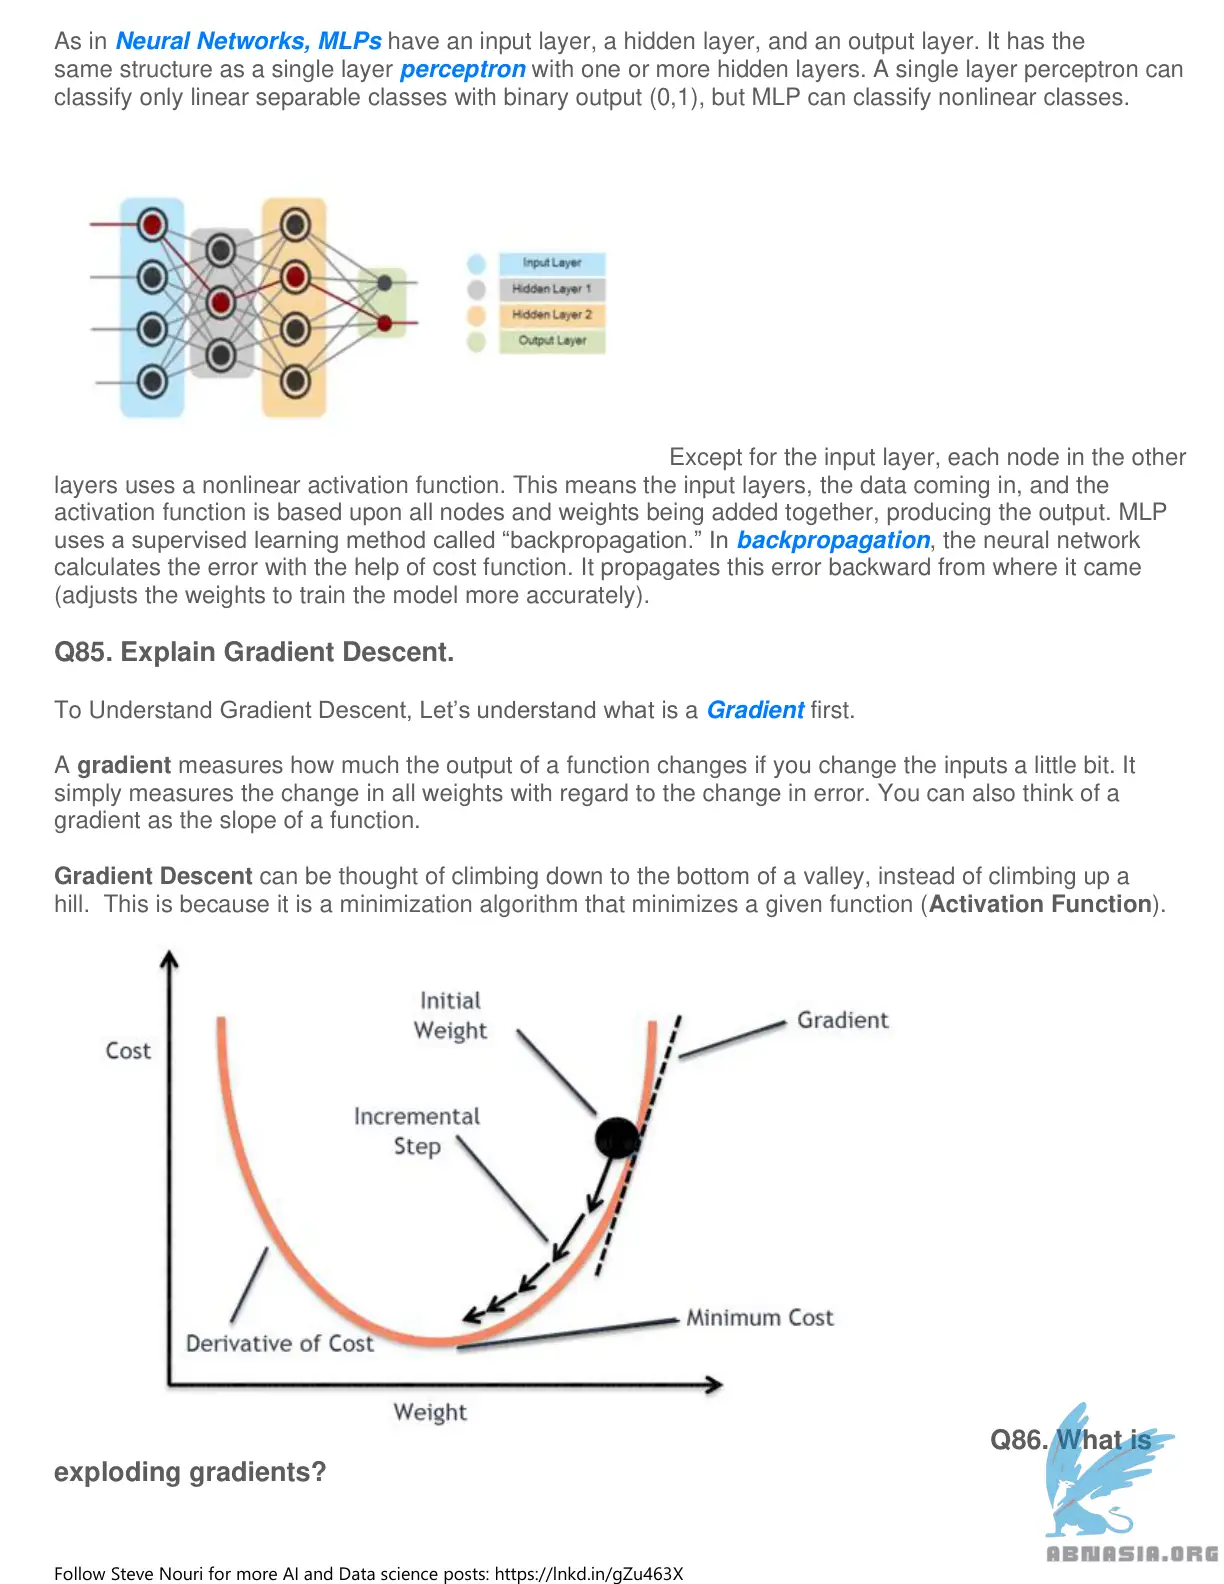 As in Neural Networks, MLPs have an input layer, a hidden layer, and an output layer. It has the
same structure as a single layer perceptron with one or more hidden layers. A single layer perceptron can
classify only linear separable classes with binary output (0,1), but MLP can classify nonlinear classes.
Input Layer
Hidden Layer 1
Hidden Layer 2
Output Layer
Except for the input layer, each node in the other
layers uses a nonlinear activation function. This means the input layers, the data coming in, and the
activation function is based upon all nodes and weights being added together, producing the output. MLP
uses a supervised learning method called “backpropagation.” In backpropagation, the neural network
calculates the error with the help of cost function. It propagates this error backward from where it came
(adjusts the weights to train the model more accurately).
Q85. Explain Gradient Descent.
To Understand Gradient Descent, Let’s understand what is a Gradient first.
A gradient measures how much the output of a function changes if you change the inputs a little bit. It
simply measures the change in all weights with regard to the change in error. You can also think of a
gradient as the slope of a function.
Gradient Descent can be thought of climbing down to the bottom of a valley, instead of climbing up a
hill.  This is because it is a minimization algorithm that minimizes a given function (Activation Function).
Initial
Weight
Gradient
Cost
Incremental
Step
Minimum Cost
Derivative of Cost
Weight
Q86. What is
exploding gradients?
ABNASIA.ORG
Follow Steve Nouri for more AI and Data science posts: https://lnkd.in/gZu463X